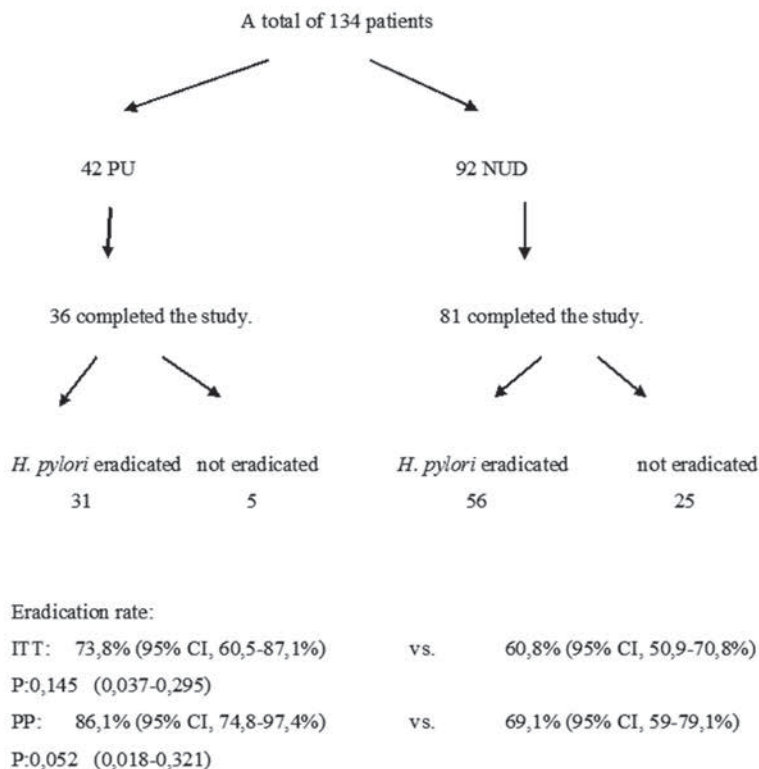 A total of 134 patients
42 PU 92 NUD
36 completed the study. 81 completed the study.
H. pylori eradicated not eradicated H. pylori eradicated not eradicated
31 5 56 25
Eradication rate:
ITT: 73,8% (95% CI, 60,5-87,1%) vs. 60,8% (95% CI, 50,9-70,8%)
P:0,145 (0,037-0,295)
PP: 86,1% (95% CI, 74,8-97,4%) vs. 69,1% (95% CI, 59-79,1%)
P:0,052 (0,018-0,321)